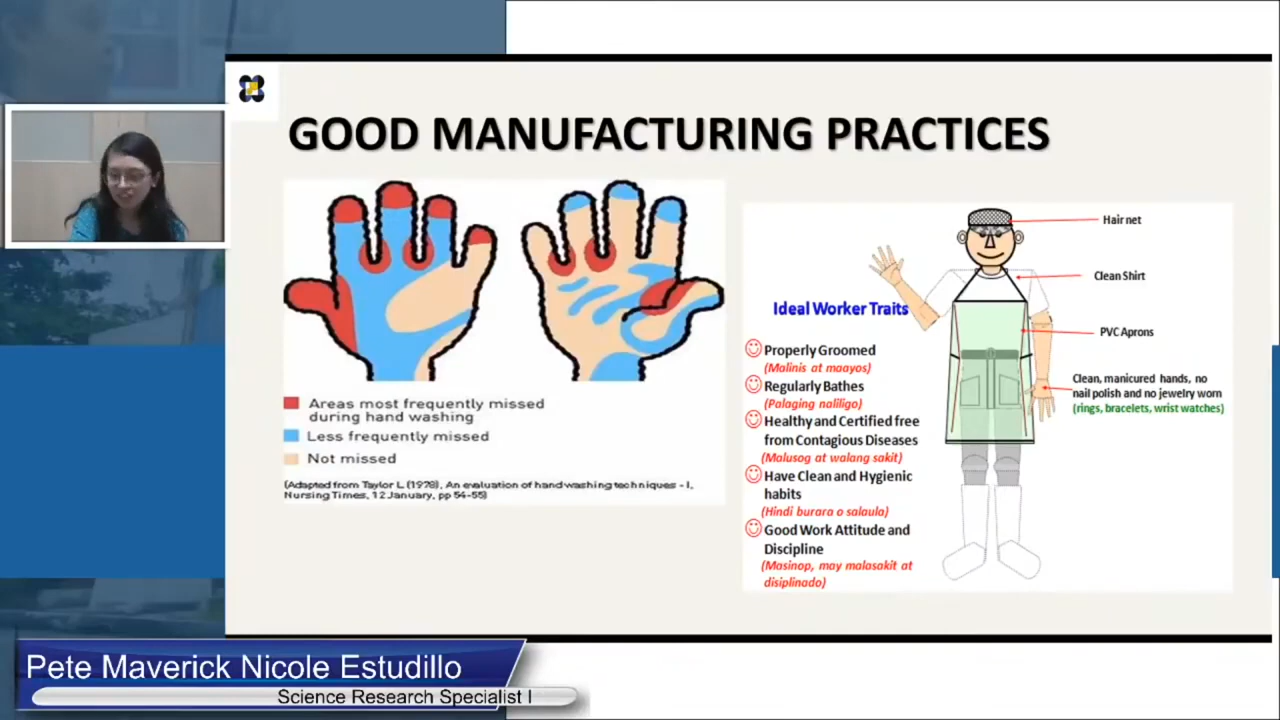 GOOD MANUFACTURING PRACTICES
Areas most frequently missed
during hand washing
Less frequently missed
Not missed
(Adapted from Taylor L (1978), An evaluation of handwashing techniques - I,
Nursing Times, 12 January, pp 54-55)
Ideal Worker Traits
Properly Groomed
(Malinis at maayos)
Regularly Bathes
(Palaging naliligo)
Healthy and Certified free
from Contagious Diseases
(Malusog at walang sakit)
Have Clean and Hygienic
habits
(Hindi burara o salaula)
Good Work Attitude and
Discipline
(Masinop, may malasakit at
disiplinado)
Hair net
Clean Shirt
PVC Aprons
Clean, manicured hands, no
nail polish and no jewelry worn
(rings, bracelets, wrist watches)
Pete Maverick Nicole Estudillo
Science Research Specialist I